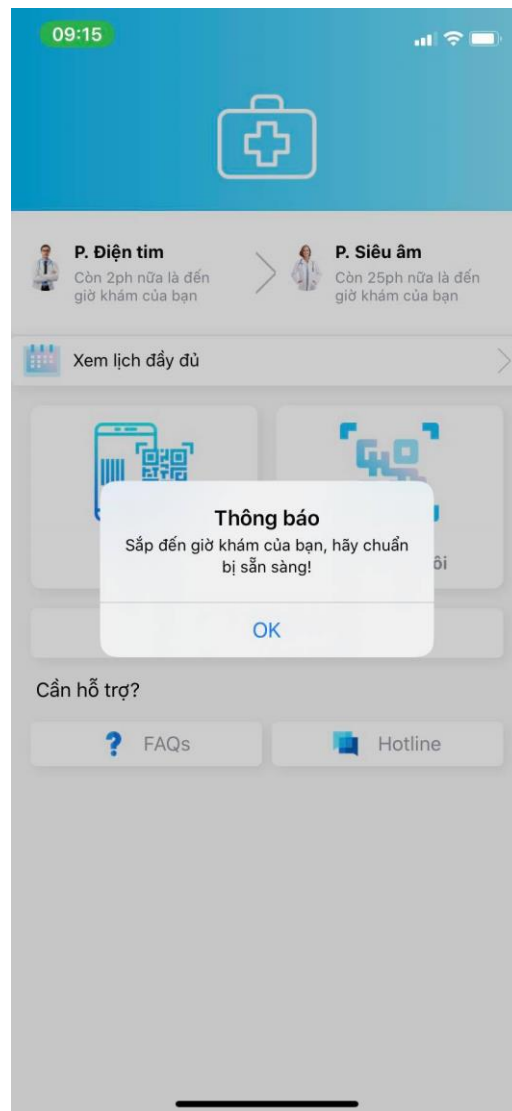 09:15
P. Điện tim
Còn 2ph nữa là đến
giờ khám của bạn
P. Siêu âm
Còn 25ph nữa là đến
giờ khám của bạn
Xem lịch đầy đủ
Thông báo
Sắp đến giờ khám của bạn, hãy chuẩn
bị sẵn sàng!
ôi
OK
Cần hỗ trợ?
FAQs
Hotline